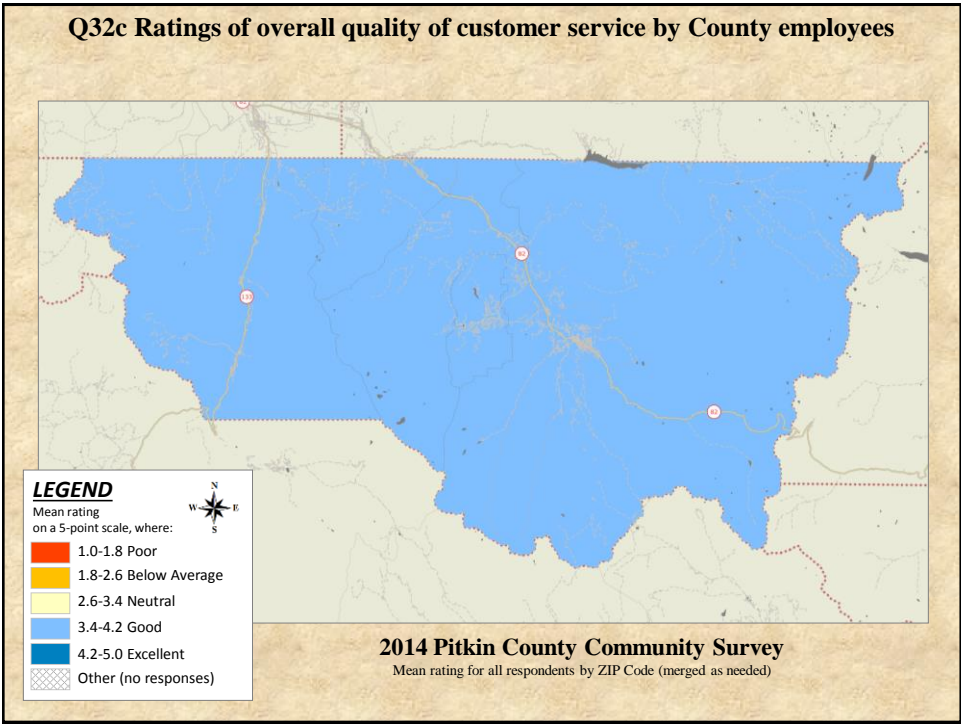 Q32c Ratings of overall quality of customer service by County employees
82
82
133
82
LEGEND
Mean rating
on a 5-point scale, where:
N
W E
S
1.0-1.8 Poor
1.8-2.6 Below Average
2.6-3.4 Neutral
3.4-4.2 Good
4.2-5.0 Excellent
Other (no responses)
2014 Pitkin County Community Survey
Mean rating for all respondents by ZIP Code (merged as needed)